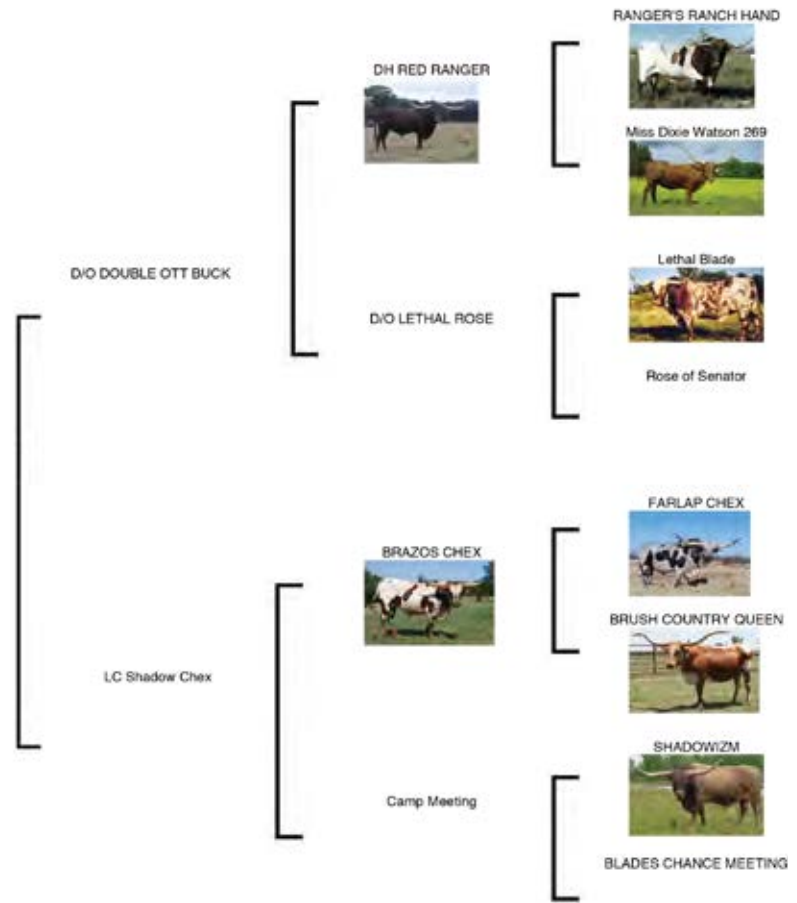 RANGER'S RANCH HAND
DH RED RANGER
Miss Dixie Watson 269
D/O DOUBLE OTT BUCK
Lethal Blade
D/O LETHAL ROSE
Rose of Senator
FARLAP CHEX
BRAZOS CHEX
BRUSH COUNTRY QUEEN
LC Shadow Chex
SHADOWIZM
Camp Meeting
BLADES CHANCE MEETING